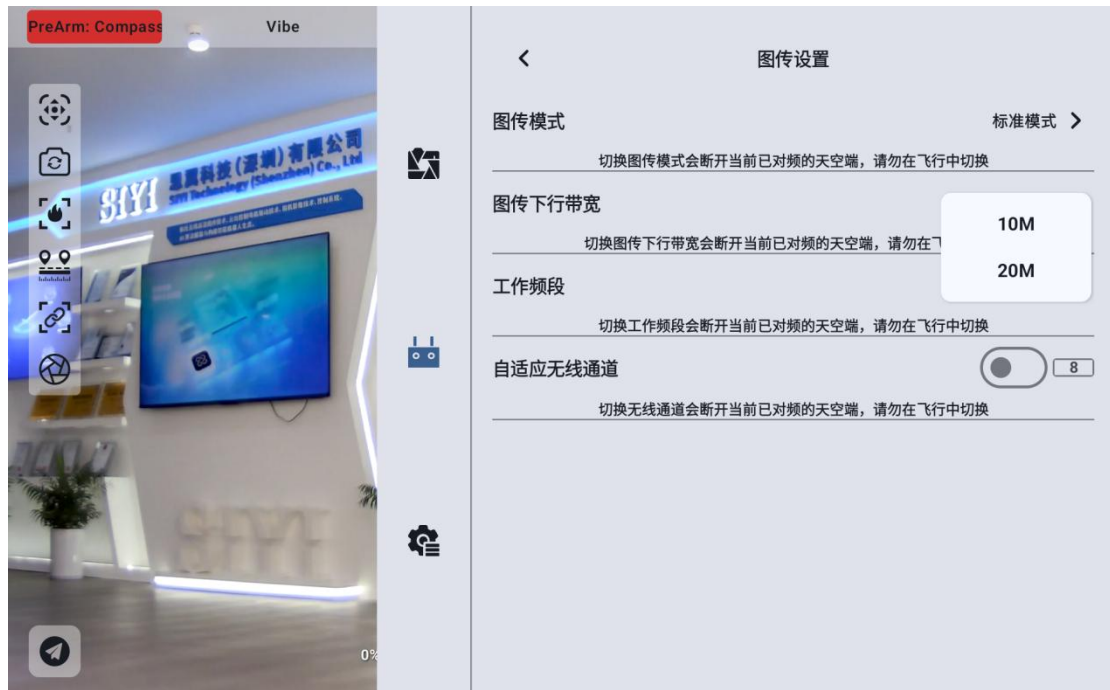 PreArm: Compass
Vibe
SIYI
思翼科技(深圳)有限公司
SIYI Technology (Shenzhen) Co., Ltd
SIYI
0%
图传设置
图传模式
标准模式
切换图传模式会断开当前已对频的天空端，请勿在飞行中切换
图传下行带宽
10M
切换图传下行带宽会断开当前已对频的天空端，请勿在飞
20M
工作频段
切换工作频段会断开当前已对频的天空端，请勿在飞行中切换
自适应无线通道
8
切换无线通道会断开当前已对频的天空端，请勿在飞行中切换